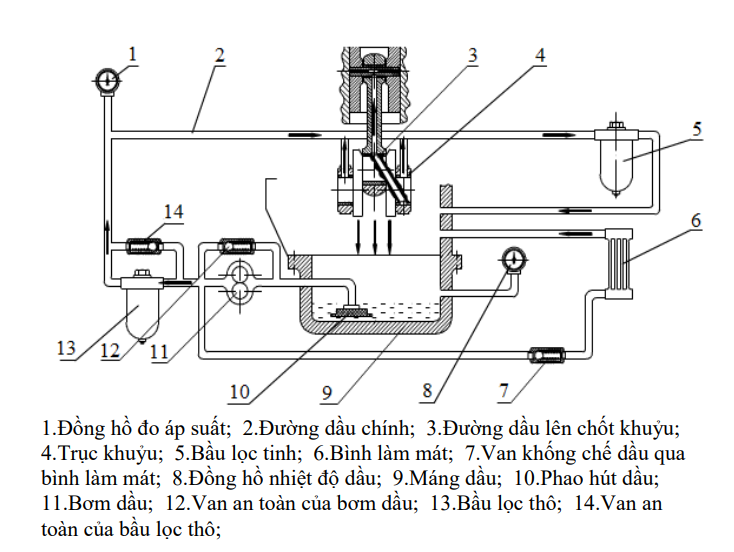 1
2
3
4
5
6
14
13
12
11
10
9
8
7
1.Đồng hồ đo áp suất; 2.Đường dầu chính; 3.Đường dầu lên chốt khuỷu;
4.Trục khuỷu; 5.Bầu lọc tinh; 6.Bình làm mát; 7.Van khống chế dầu qua
bình làm mát; 8.Đồng hồ nhiệt độ dầu; 9.Máng dầu; 10.Phao hút dầu;
11.Bơm dầu; 12.Van an toàn của bơm dầu; 13.Bầu lọc thô; 14.Van an
toàn của bầu lọc thô;